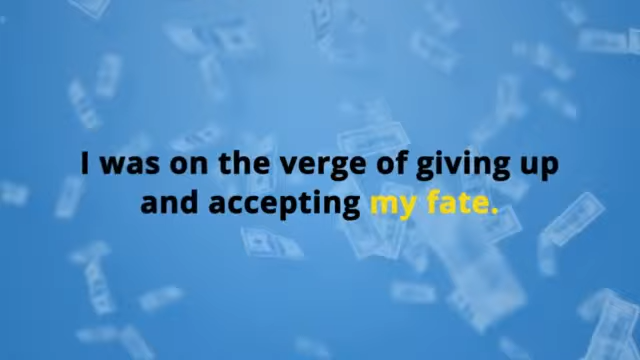 I was on the verge of giving up
and accepting my fate.